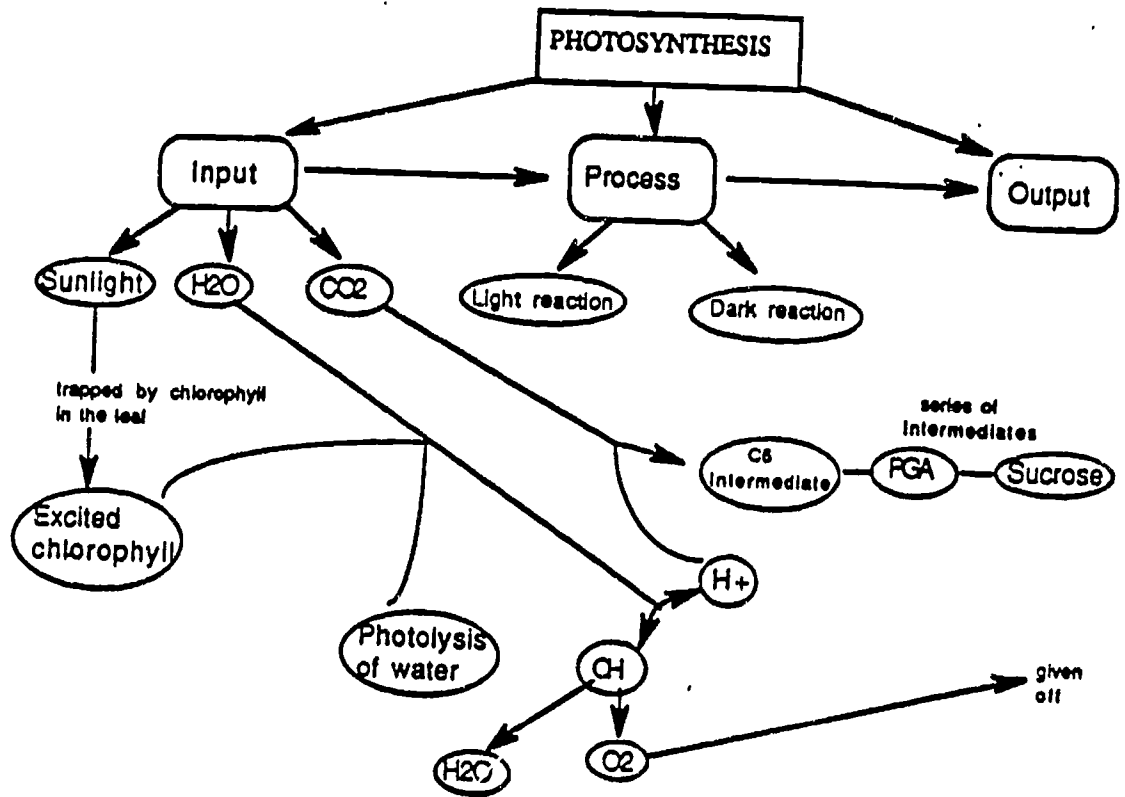 PHOTOSYNTHESIS
Input
Process
Output
Sunlight
H2O
CO2
Light reaction
Dark reaction
trapped by chlorophyll
in the leaf
series of
Intermediates
C6
Intermediate
PGA
Sucrose
Excited
chlorophyll
H+
Photolysis
of water
CH
given
off
H2O
O2